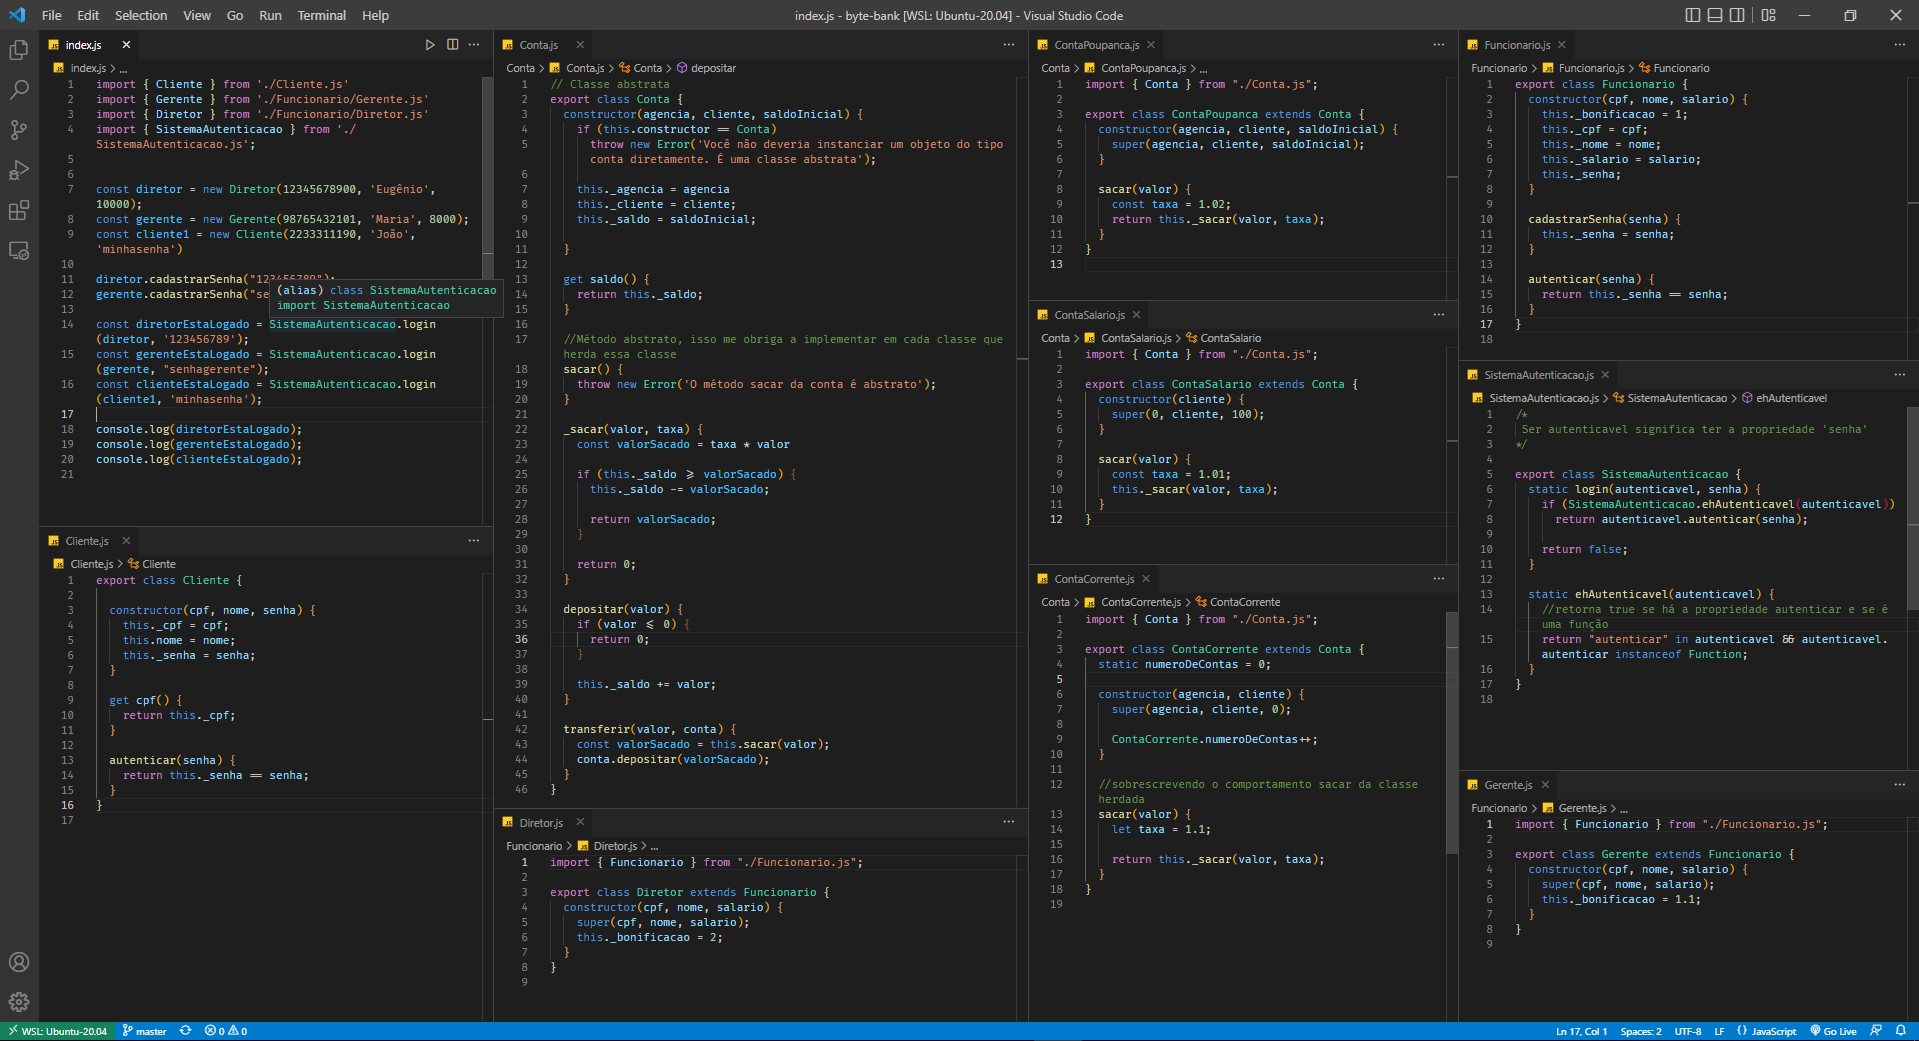 File Edit Selection View Go Run Terminal Help
index.js - byte-bank [WSL: Ubuntu-20.04] - Visual Studio Code
index.js
index.js > ...
1 import { Cliente } from './Cliente.js'
2 import { Gerente } from './Funcionario/Gerente.js'
3 import { Diretor } from './Funcionario/Diretor.js'
4 import { SistemaAutenticacao } from './
SistemaAutenticacao.js';
5
6
7 const diretor = new Diretor(12345678900, 'Eugênio',
10000);
8 const gerente = new Gerente(98765432101, 'Maria', 8000);
9 const cliente1 = new Cliente(2233311190, 'João',
'minhasenha')
10
11 diretor.cadastrarSenha("123456789");
12 gerente.cadastrarSenha("se
(alias) class SistemaAutenticacao
import SistemaAutenticacao
13
14 const diretorEstaLogado = SistemaAutenticacao.login
(diretor, '123456789');
15 const gerenteEstaLogado = SistemaAutenticacao.login
(gerente, "senhagerente");
16 const clienteEstaLogado = SistemaAutenticacao.login
(cliente1, 'minhasenha');
17
18 console.log(diretorEstaLogado);
19 console.log(gerenteEstaLogado);
20 console.log(clienteEstaLogado);
21
Cliente.js
Cliente.js > Cliente
1 export class Cliente {
2
3 constructor(cpf, nome, senha) {
4 this._cpf = cpf;
5 this.nome = nome;
6 this._senha = senha;
7 }
8
9 get cpf() {
10 return this._cpf;
11 }
12
13 autenticar(senha) {
14 return this._senha == senha;
15 }
16 }
17
Conta.js
Conta > Conta.js > Conta > depositar
1 // Classe abstrata
2 export class Conta {
3 constructor(agencia, cliente, saldoInicial) {
4 if (this.constructor == Conta)
5 throw new Error('Você não deveria instanciar um objeto do tipo
conta diretamente. É uma classe abstrata');
6
7 this._agencia = agencia
8 this._cliente = cliente;
9 this._saldo = saldoInicial;
10
11 }
12
13 get saldo() {
14 return this._saldo;
15 }
16
17 //Método abstrato, isso me obriga a implementar em cada classe que
herda essa classe
18 sacar() {
19 throw new Error('O método sacar da conta é abstrato');
20 }
21
22 _sacar(valor, taxa) {
23 const valorSacado = taxa * valor
24
25 if (this._saldo >= valorSacado) {
26 this._saldo -= valorSacado;
27
28 return valorSacado;
29 }
30
31 return 0;
32 }
33
34 depositar(valor) {
35 if (valor <= 0) {
36 return 0;
37 }
38
39 this._saldo += valor;
40 }
41
42 transferir(valor, conta) {
43 const valorSacado = this.sacar(valor);
44 conta.depositar(valorSacado);
45 }
46 }
Diretor.js
Funcionario > Diretor.js > ...
1 import { Funcionario } from "./Funcionario.js";
2
3 export class Diretor extends Funcionario {
4 constructor(cpf, nome, salario) {
5 super(cpf, nome, salario);
6 this._bonificacao = 2;
7 }
8 }
9
ContaPoupanca.js
Conta > ContaPoupanca.js > ...
1 import { Conta } from "./Conta.js";
2
3 export class ContaPoupanca extends Conta {
4 constructor(agencia, cliente, saldoInicial) {
5 super(agencia, cliente, saldoInicial);
6 }
7
8 sacar(valor) {
9 const taxa = 1.02;
10 return this._sacar(valor, taxa);
11 }
12 }
13
ContaSalario.js
Conta > ContaSalario.js > ContaSalario
1 import { Conta } from "./Conta.js";
2
3 export class ContaSalario extends Conta {
4 constructor(cliente) {
5 super(0, cliente, 100);
6 }
7
8 sacar(valor) {
9 const taxa = 1.01;
10 this._sacar(valor, taxa);
11 }
12 }
ContaCorrente.js
Conta > ContaCorrente.js > ContaCorrente
1 import { Conta } from "./Conta.js";
2
3 export class ContaCorrente extends Conta {
4 static numeroDeContas = 0;
5
6 constructor(agencia, cliente) {
7 super(agencia, cliente, 0);
8
9 ContaCorrente.numeroDeContas++;
10 }
11
12 //sobrescrevendo o comportamento sacar da classe
herdada
13 sacar(valor) {
14 let taxa = 1.1;
15
16 return this._sacar(valor, taxa);
17 }
18 }
19
Funcionario.js
Funcionario > Funcionario.js > Funcionario
1 export class Funcionario {
2 constructor(cpf, nome, salario) {
3 this._bonificacao = 1;
4 this._cpf = cpf;
5 this._nome = nome;
6 this._salario = salario;
7 this._senha;
8 }
9
10 cadastrarSenha(senha) {
11 this._senha = senha;
12 }
13
14 autenticar(senha) {
15 return this._senha == senha;
16 }
17 }
18
SistemaAutenticacao.js
SistemaAutenticacao.js > SistemaAutenticacao > ehAutenticavel
1 /*
2 Ser autenticavel significa ter a propriedade 'senha'
3 */
4
5 export class SistemaAutenticacao {
6 static login(autenticavel, senha) {
7 if (SistemaAutenticacao.ehAutenticavel(autenticavel))
8 return autenticavel.autenticar(senha);
9
10 return false;
11 }
12
13 static ehAutenticavel(autenticavel) {
14 //retorna true se há a propriedade autenticar e se é
uma função
15 return "autenticar" in autenticavel && autenticavel.
autenticar instanceof Function;
16 }
17 }
18
Gerente.js
Funcionario > Gerente.js > ...
1 import { Funcionario } from "./Funcionario.js";
2
3 export class Gerente extends Funcionario {
4 constructor(cpf, nome, salario) {
5 super(cpf, nome, salario);
6 this._bonificacao = 1.1;
7 }
8 }
9
WSL: Ubuntu-20.04 master 0 0
Ln 17, Col 1 Spaces: 2 UTF-8 LF JavaScript Go Live